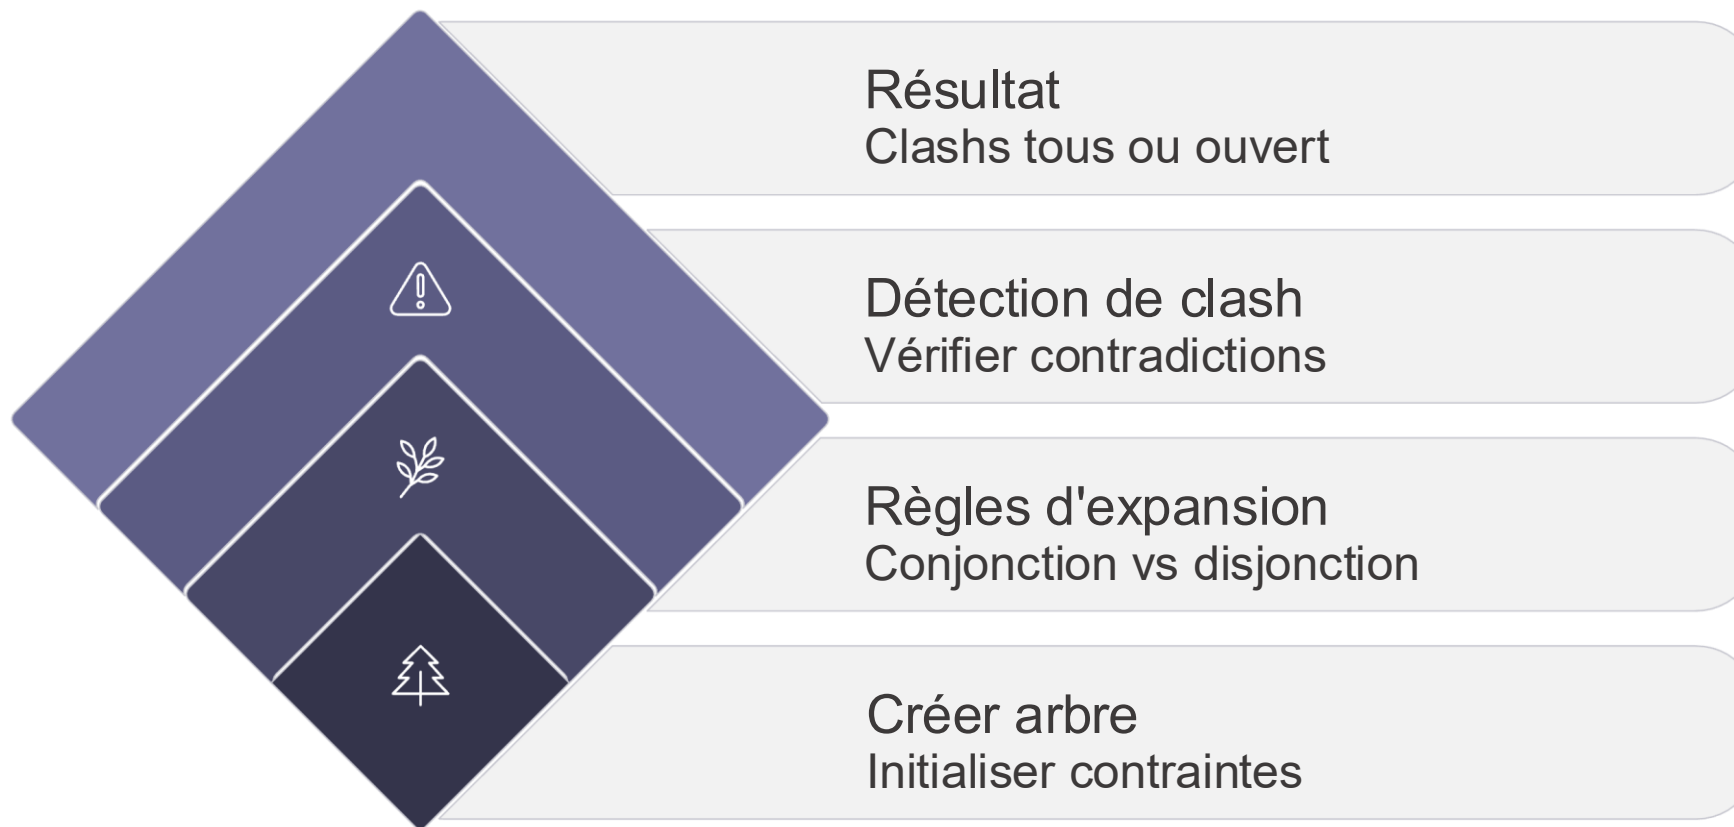 Résultat
Clashs tous ou ouvert
Détection de clash
Vérifier contradictions
Règles d'expansion
Conjonction vs disjonction
Créer arbre
Initialiser contraintes